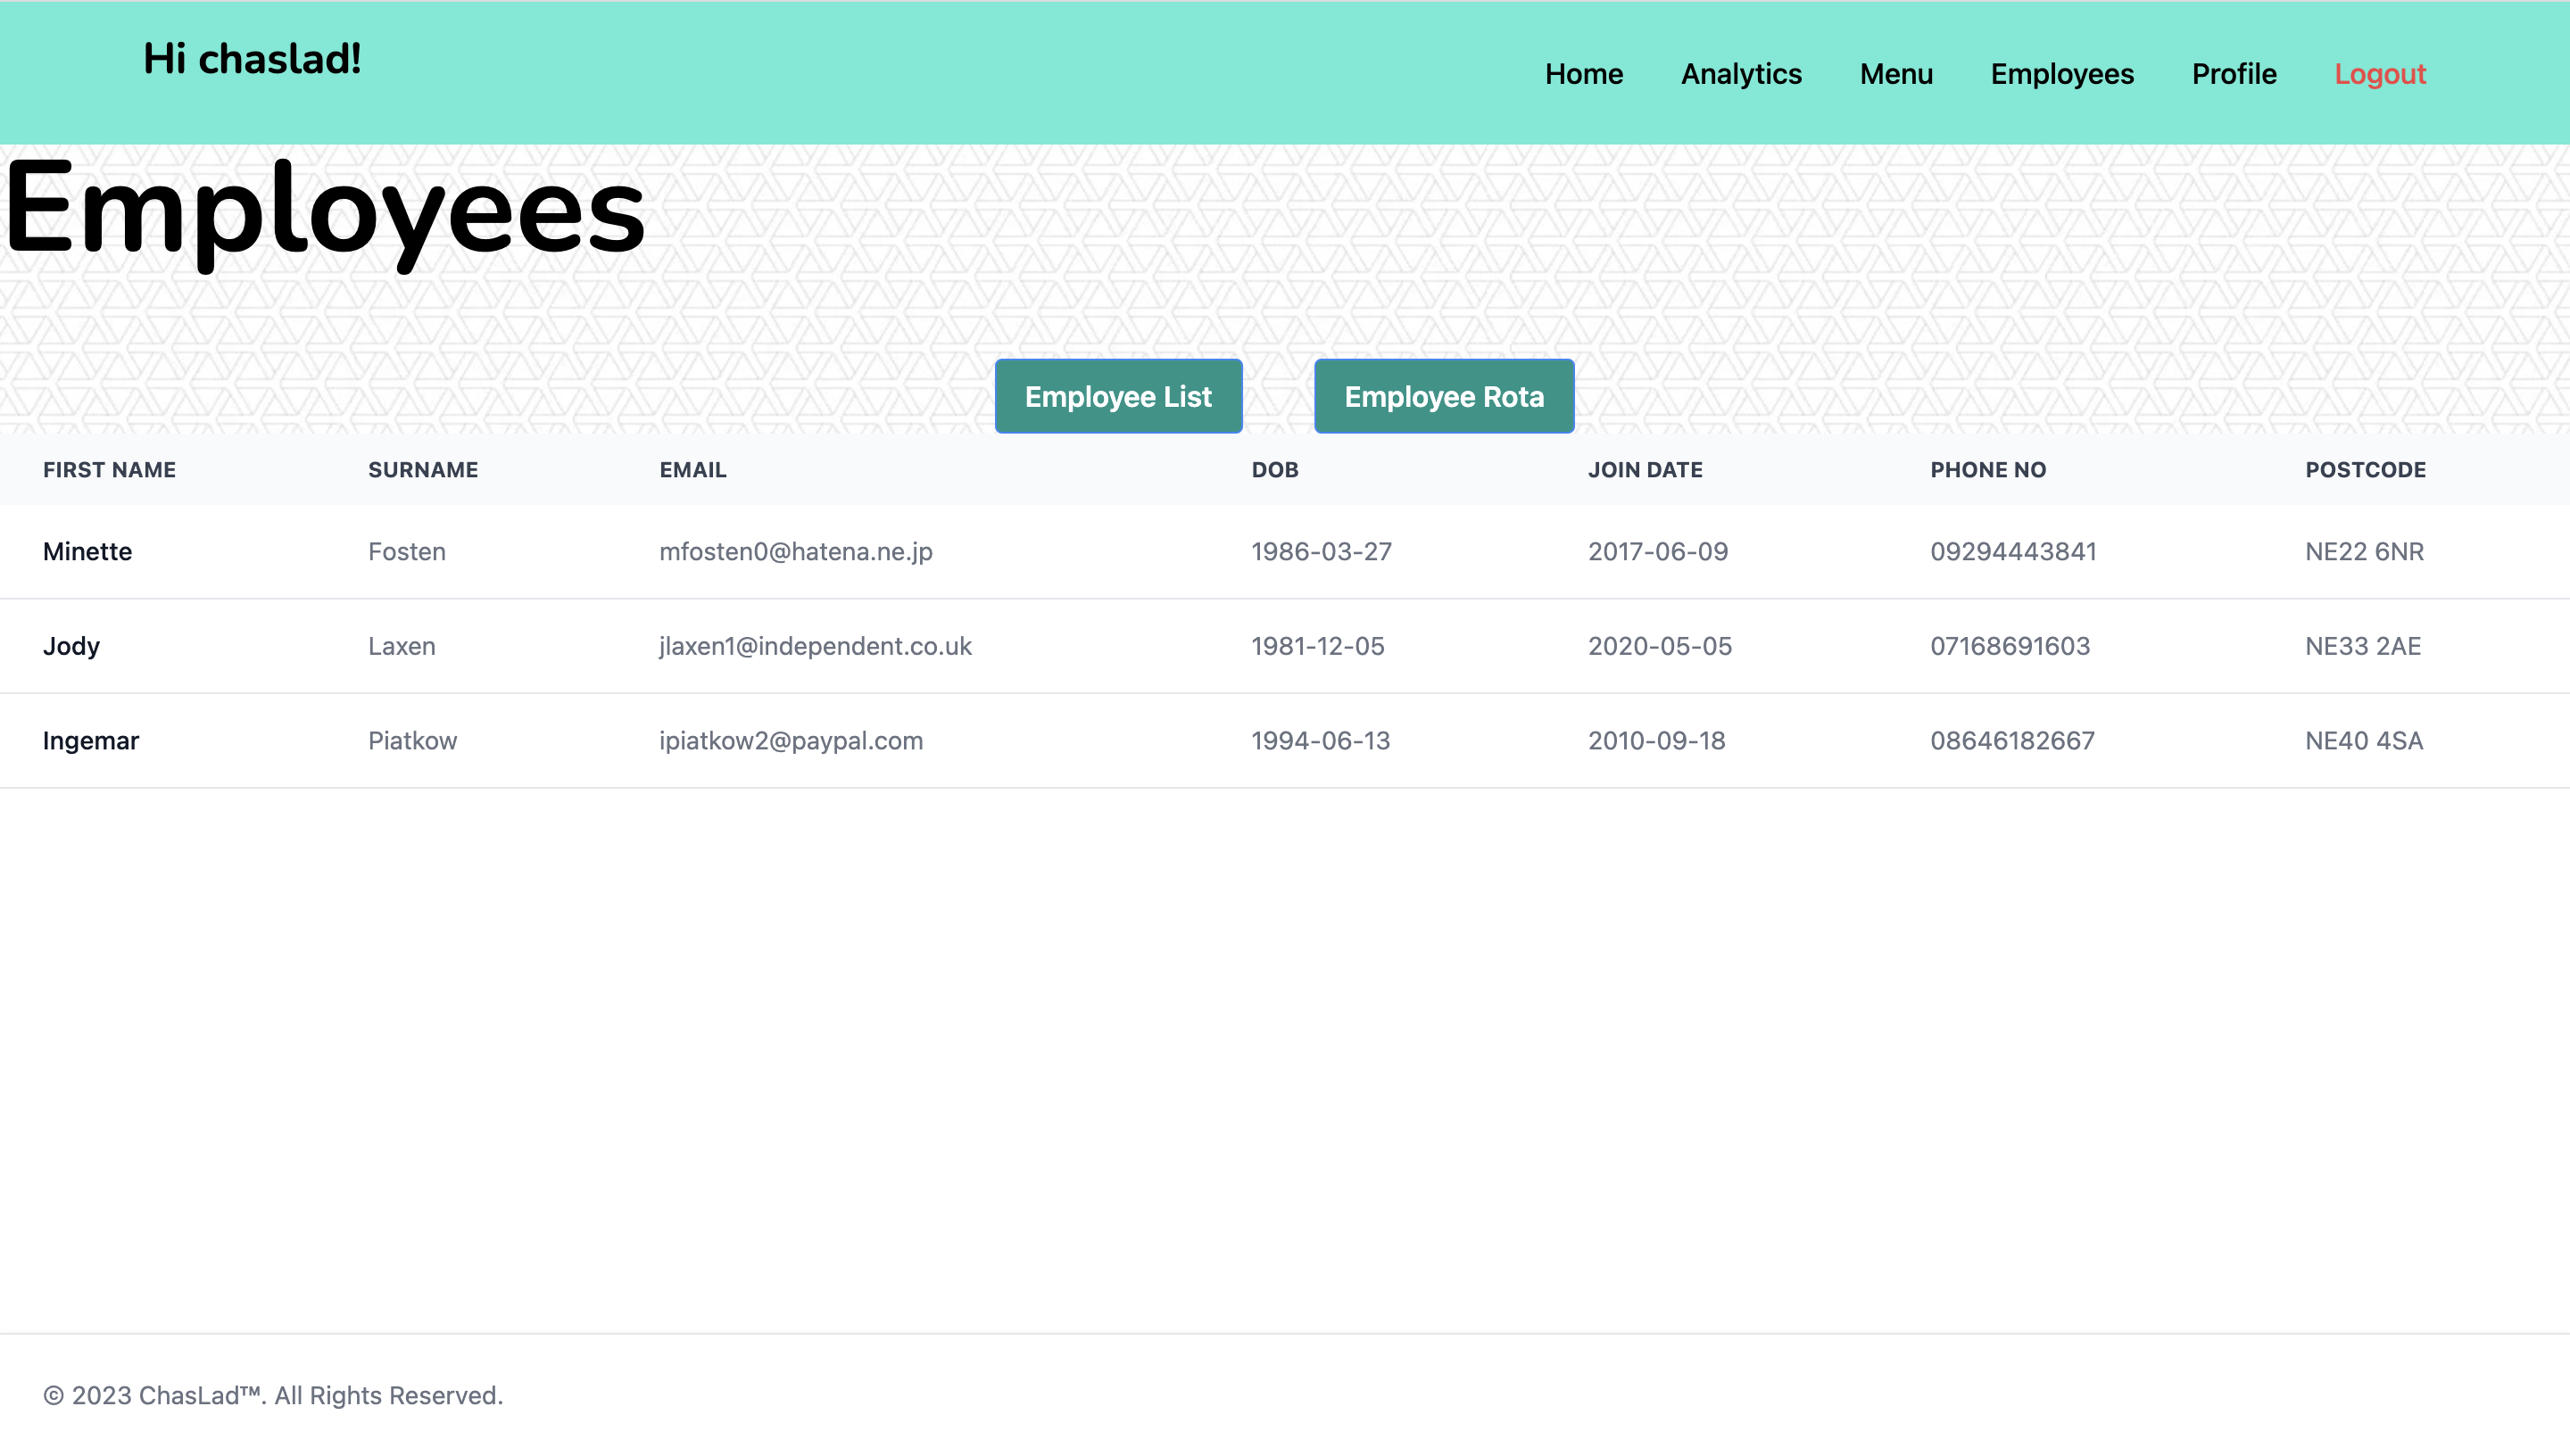 Hi chaslad!
Home Analytics Menu Employees Profile Logout
Employees
Employee List Employee Rota
FIRST NAME SURNAME EMAIL DOB JOIN DATE PHONE NO POSTCODE
Minette Fosten mfosten0@hatena.ne.jp 1986-03-27 2017-06-09 09294443841 NE22 6NR
Jody Laxen jlaxen1@independent.co.uk 1981-12-05 2020-05-05 07168691603 NE33 2AE
Ingemar Piatkow ipiatkow2@paypal.com 1994-06-13 2010-09-18 08646182667 NE40 4SA
© 2023 ChasLad™. All Rights Reserved.